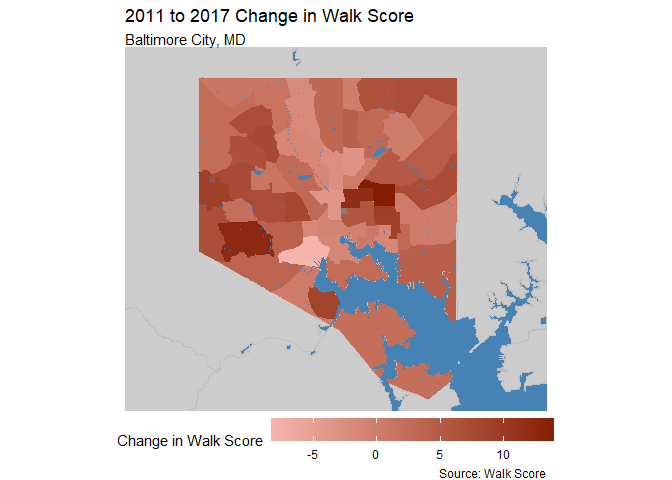 2011 to 2017 Change in Walk Score
Baltimore City, MD
Change in Walk Score
-5 0 5 10
Source: Walk Score